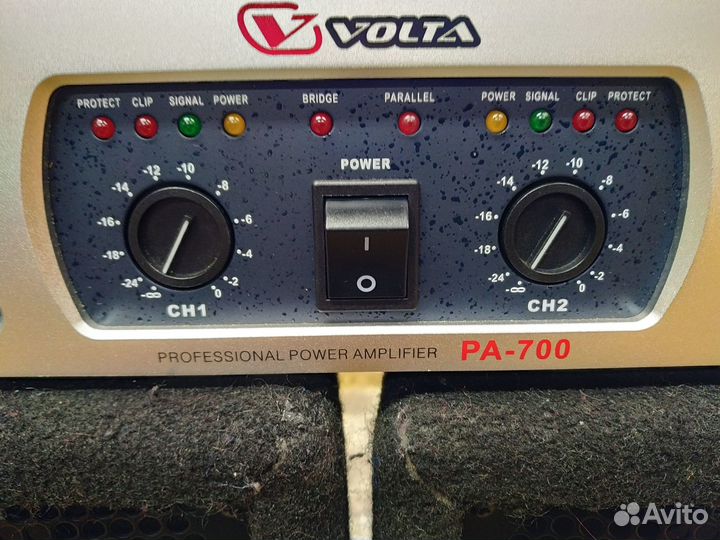 VOLTA
PROTECT CLIP SIGNAL POWER BRIDGE PARALLEL POWER SIGNAL CLIP PROTECT
POWER
-∞ -24 -18 -16 -14 -12 -10 -8 -6 -4 -2 0
CH1
I
O
-∞ -24 -18 -16 -14 -12 -10 -8 -6 -4 -2 0
CH2
PROFESSIONAL POWER AMPLIFIER PA-700
Avito